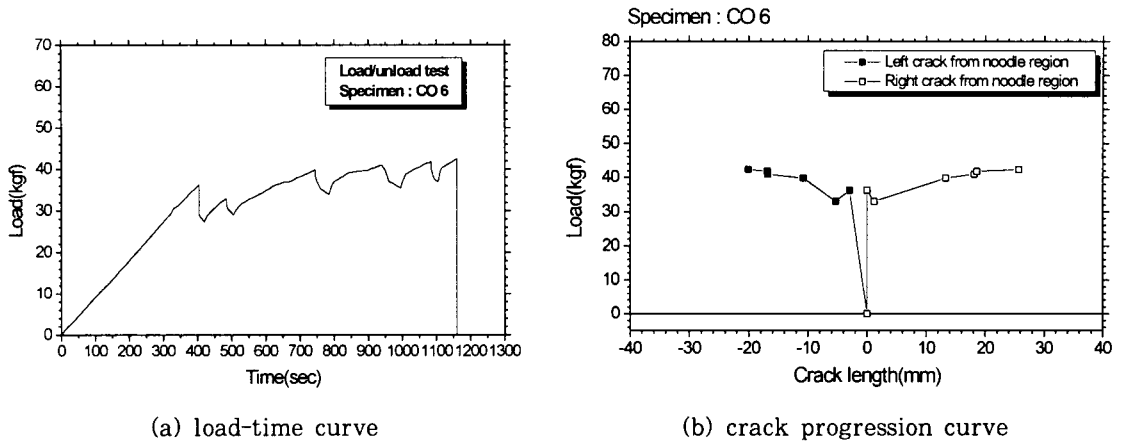 Specimen : CO 6
70
60
50
40
30
20
10
0
Load(kgf)
Load/unload test
Specimen : CO 6
0 100 200 300 400 500 600 700 800 900 1000 1100 1200 1300
Time(sec)
80
70
60
50
40
30
20
10
0
Load(kgf)
Left crack from noodle region
Right crack from noodle region
-40 -30 -20 -10 0 10 20 30 40
Crack length(mm)
(a) load-time curve
(b) crack progression curve